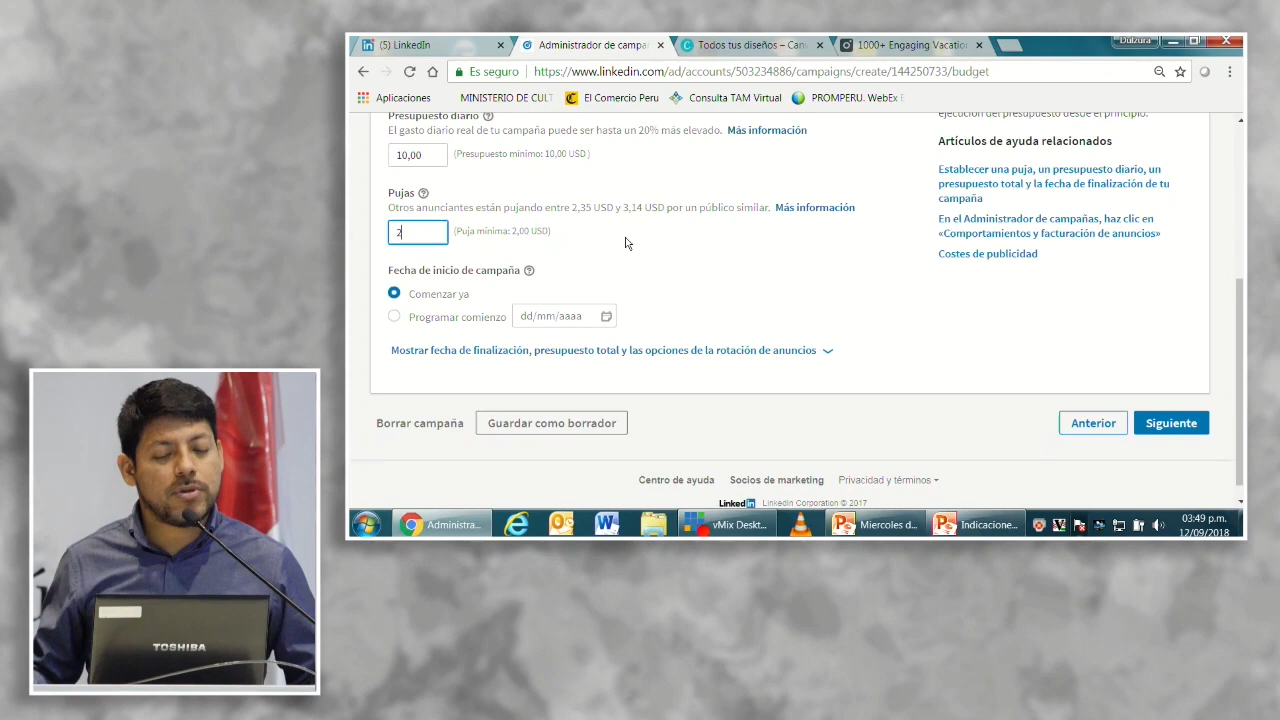 (5) LinkedIn
Administrador de campa
Todos tus diseños – Can
1000+ Engaging Vacation
Dulzura
Es seguro
https://www.linkedin.com/ad/accounts/503234886/campaigns/create/144250733/budget
Aplicaciones
MINISTERIO DE CULT
El Comercio Peru
Consulta TAM Virtual
PROMPERU. WebEx E
Presupuesto diario
El gasto diario real de tu campaña puede ser hasta un 20% más elevado. Más información
10,00
(Presupuesto mínimo: 10,00 USD )
Pujas
Otros anunciantes están pujando entre 2,35 USD y 3,14 USD por un público similar. Más información
2
(Puja mínima: 2,00 USD)
Fecha de inicio de campaña
Comenzar ya
Programar comienzo
dd/mm/aaaa
Mostrar fecha de finalización, presupuesto total y las opciones de la rotación de anuncios
ejecución del presupuesto desde el principio.
Artículos de ayuda relacionados
Establecer una puja, un presupuesto diario, un
presupuesto total y la fecha de finalización de tu
campaña
En el Administrador de campañas, haz clic en
«Comportamientos y facturación de anuncios»
Costes de publicidad
Borrar campaña
Guardar como borrador
Anterior
Siguiente
Centro de ayuda
Socios de marketing
Privacidad y términos
Linked in
LinkedIn Corporation © 2017
Administra...
vMix Deskt...
Miercoles d...
Indicacione...
03:49 p.m.
12/09/2018
TOSHIBA